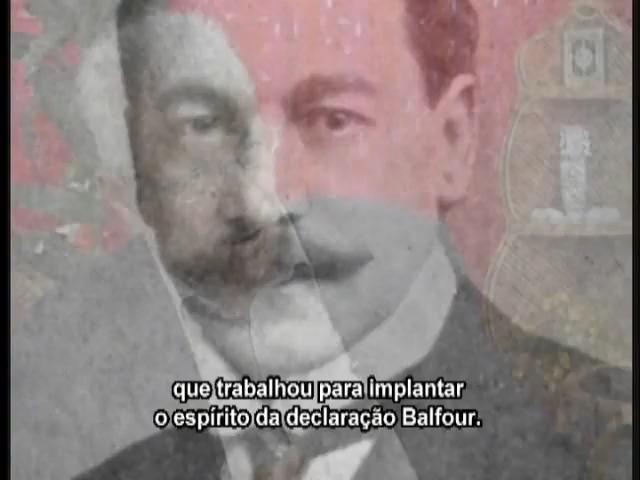 que trabalhou para implantar
o espírito da declaração Balfour.